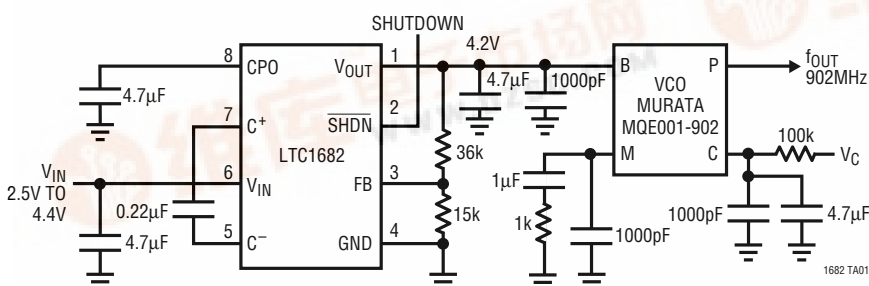 SHUTDOWN
8 CPO
4.7µF
7 C+
VIN
2.5V TO
4.4V
6 VIN
0.22µF
4.7µF
5 C–
LTC1682
VOUT 1
4.2V
SHDN 2
FB 3
GND 4
36k
15k
4.7µF
1000pF
1µF
1k
1000pF
B
P
M
C
VCO
MURATA
MQE001-902
fOUT
902MHz
100k
VC
1000pF
4.7µF
1682 TA01